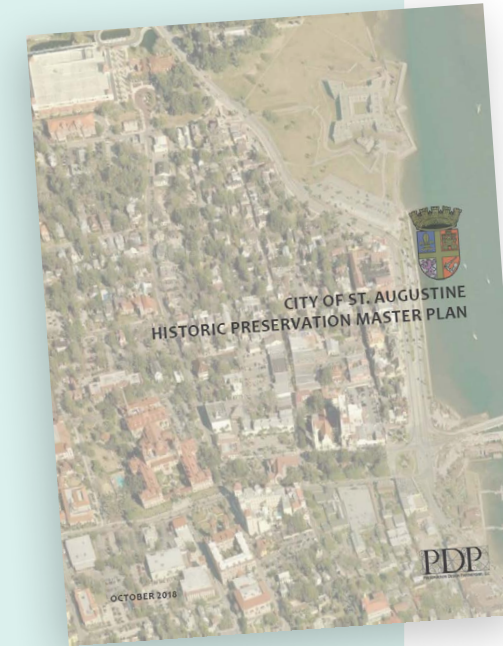 CITY OF ST. AUGUSTINE
HISTORIC PRESERVATION MASTER PLAN
PDP
OCTOBER 2018